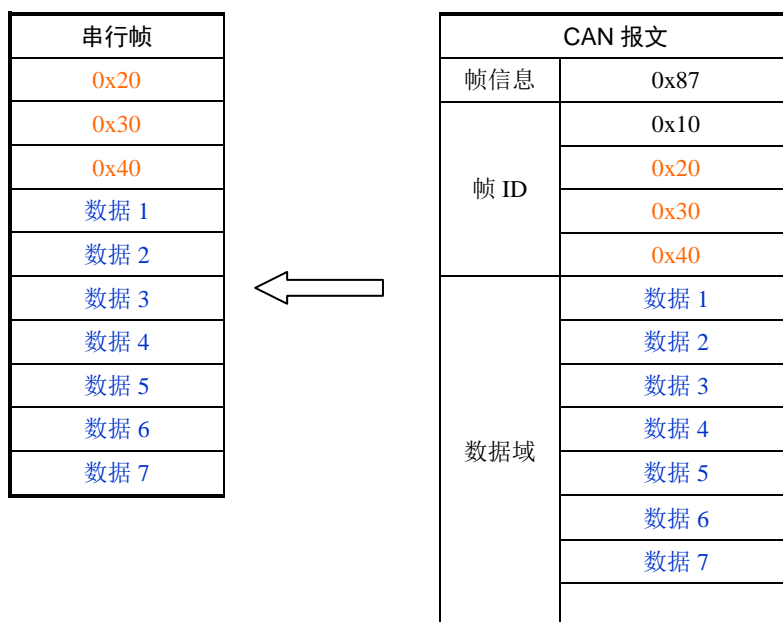 串行帧
0x20
0x30
0x40
数据 1
数据 2
数据 3
数据 4
数据 5
数据 6
数据 7
CAN 报文
帧信息 0x87
帧 ID
0x10
0x20
0x30
0x40
数据域
数据 1
数据 2
数据 3
数据 4
数据 5
数据 6
数据 7